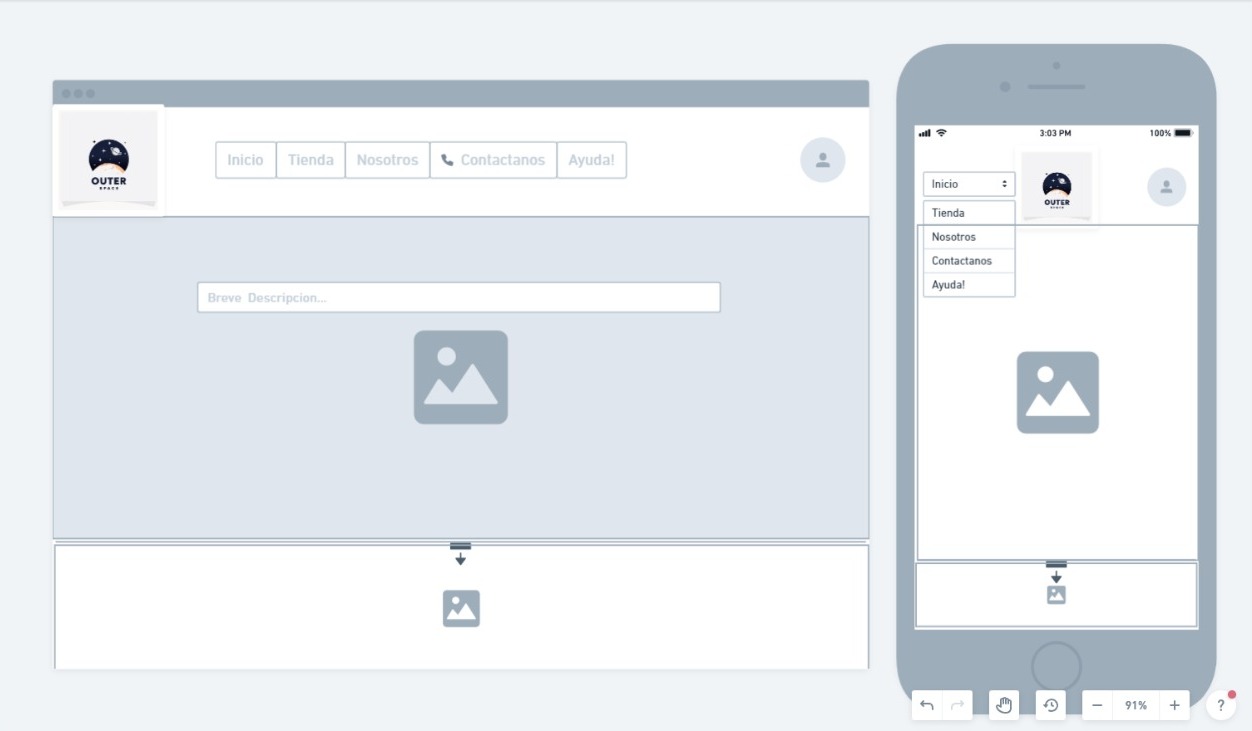 OUTER
SPACE
Inicio Tienda Nosotros Contactanos Ayuda!
Breve Descripcion...
3:03 PM 100%
Inicio
OUTER
SPACE
Tienda
Nosotros
Contactanos
Ayuda!
91%
?